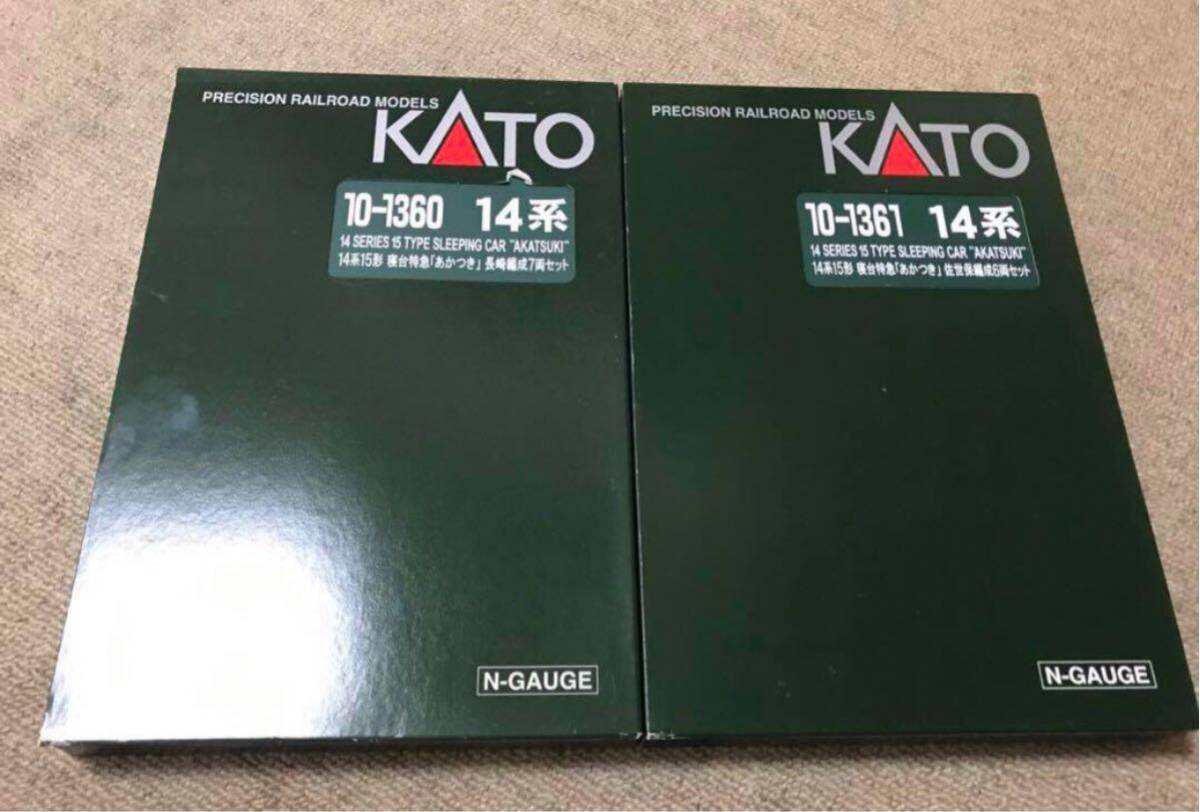 PRECISION RAILROAD MODELS
KATO
10-1360 14系
14 SERIES 15 TYPE SLEEPING CAR "AKATSUKI"
14系15形 寝台特急「あかつき」長崎編成7両セット
N-GAUGE
PRECISION RAILROAD MODELS
KATO
10-1361 14系
14 SERIES 15 TYPE SLEEPING CAR "AKATSUKI"
14系15形 寝台特急「あかつき」佐世保編成6両セット
N-GAUGE